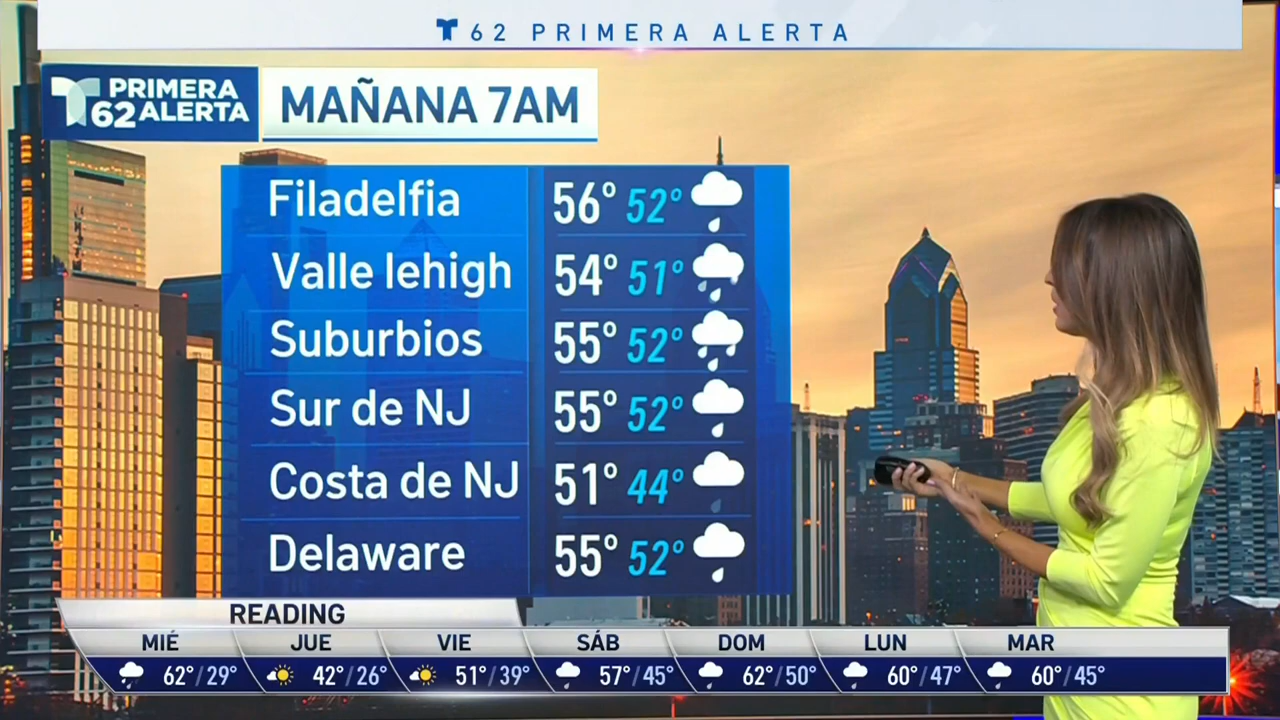 62 PRIMERA ALERTA
PRIMERA
62 ALERTA
MAÑANA 7AM
Filadelfia 56° 52°
Valle lehigh 54° 51°
Suburbios 55° 52°
Sur de NJ 55° 52°
Costa de NJ 51° 44°
Delaware 55° 52°
READING
MIÉ JUE VIE SÁB DOM LUN MAR
62°/29° 42°/26° 51°/39° 57°/45° 62°/50° 60°/47° 60°/45°